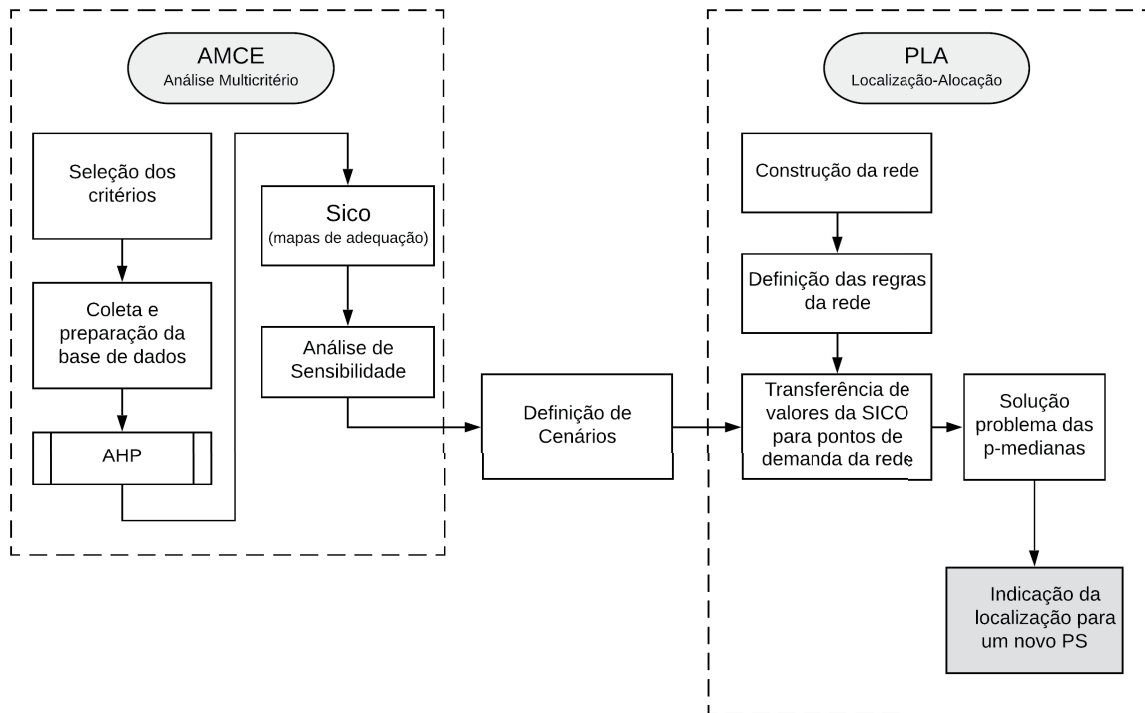 AMCE
Análise Multicritério
Seleção dos
critérios
Coleta e
preparação da
base de dados
AHP
Sico
(mapas de adequação)
Análise de
Sensibilidade
Definição de
Cenários
PLA
Localização-Alocação
Construção da rede
Definição das regras
da rede
Transferência de
valores da SICO
para pontos de
demanda da rede
Solução
problema das
p-medianas
Indicação da
localização para
um novo PS